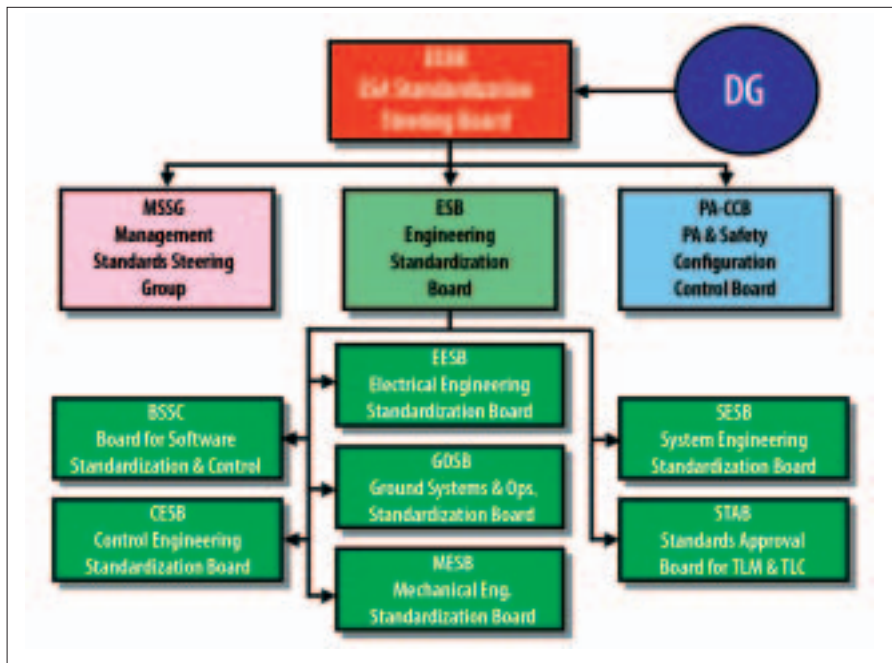 ESA Standardization
Steering Board
DG
MSSG
Management
Standards Steering
Group
ESB
Engineering
Standardization
Board
PA-CCB
PA & Safety
Configuration
Control Board
EESB
Electrical Engineering
Standardization Board
BSSC
Board for Software
Standardization & Control
SESB
System Engineering
Standardization Board
GOSB
Ground Systems & Ops.
Standardization Board
CESB
Control Engineering
Standardization Board
STAB
Standards Approval
Board for TLM & TLC
MESB
Mechanical Eng.
Standardization Board